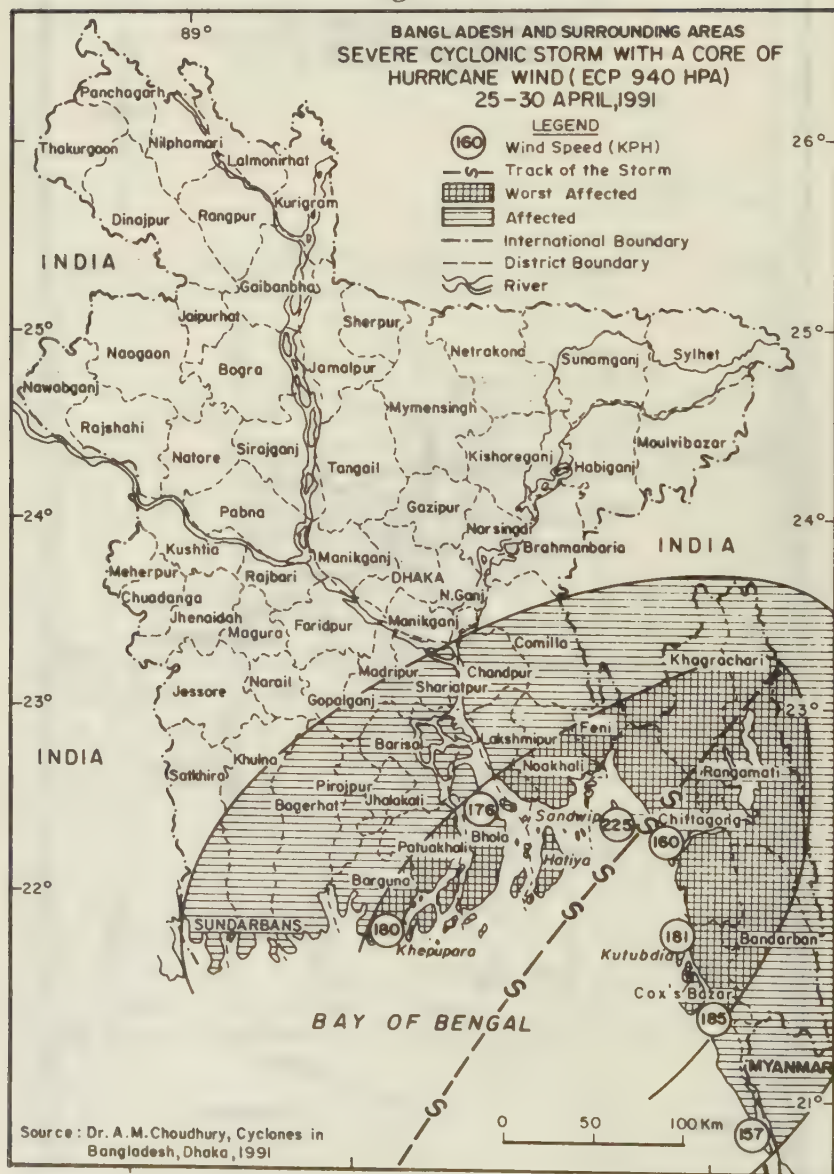 89°
BANGLADESH AND SURROUNDING AREAS
SEVERE CYCLONIC STORM WITH A CORE OF
HURRICANE WIND (ECP 940 HPA)
25-30 APRIL, 1991
LEGEND
160 Wind Speed (KPH)
S Track of the Storm
Worst Affected
Affected
International Boundary
District Boundary
River
26°
Panchagarh
Thakurgaon
Nilphamari
Lalmonirhat
Dinajpur
Rangpur
Kurigram
INDIA
Gaibanbha
25°
Jaipurhat
Sherpur
25°
Naogaon
Netrakona
Sunamganj
Sylhet
Nawabganj
Bogra
Jamalpur
Mymensingh
Rajshahi
Natore
Sirajganj
Tangail
Kishoreganj
Habiganj
Moulvibazar
Pabna
Gazipur
24°
Narsingdi
24°
Kushtia
Manikganj
Brahmanbaria
INDIA
Meherpur
Rajbari
DHAKA
Chuadanga
N.Ganj
Jhenaidah
Magura
Faridpur
Manikganj
Comilla
Madripur
Chandpur
Khagrachari
Jessore
Narail
Gopalganj
Shariatpur
23°
23°
Feni
INDIA
Khulna
Barisal
Lakshmipur
Satkhira
Noakhali
Rangamati
Pirojpur
Bagerhat
Jhalakati
176
Sandwip
225
Chittagong
160
Patuakhali
Bhola
Hatiya
22°
Barguna
22°
SUNDARBANS
180
Khepupara
181
Bandarban
Kutubdia
S
S
S
S
S
S
S
S
Cox's Bazar
185
BAY OF BENGAL
MYANMAR
21°
157
0 50 100 Km
Source : Dr. A.M. Choudhury, Cyclones in
Bangladesh, Dhaka, 1991